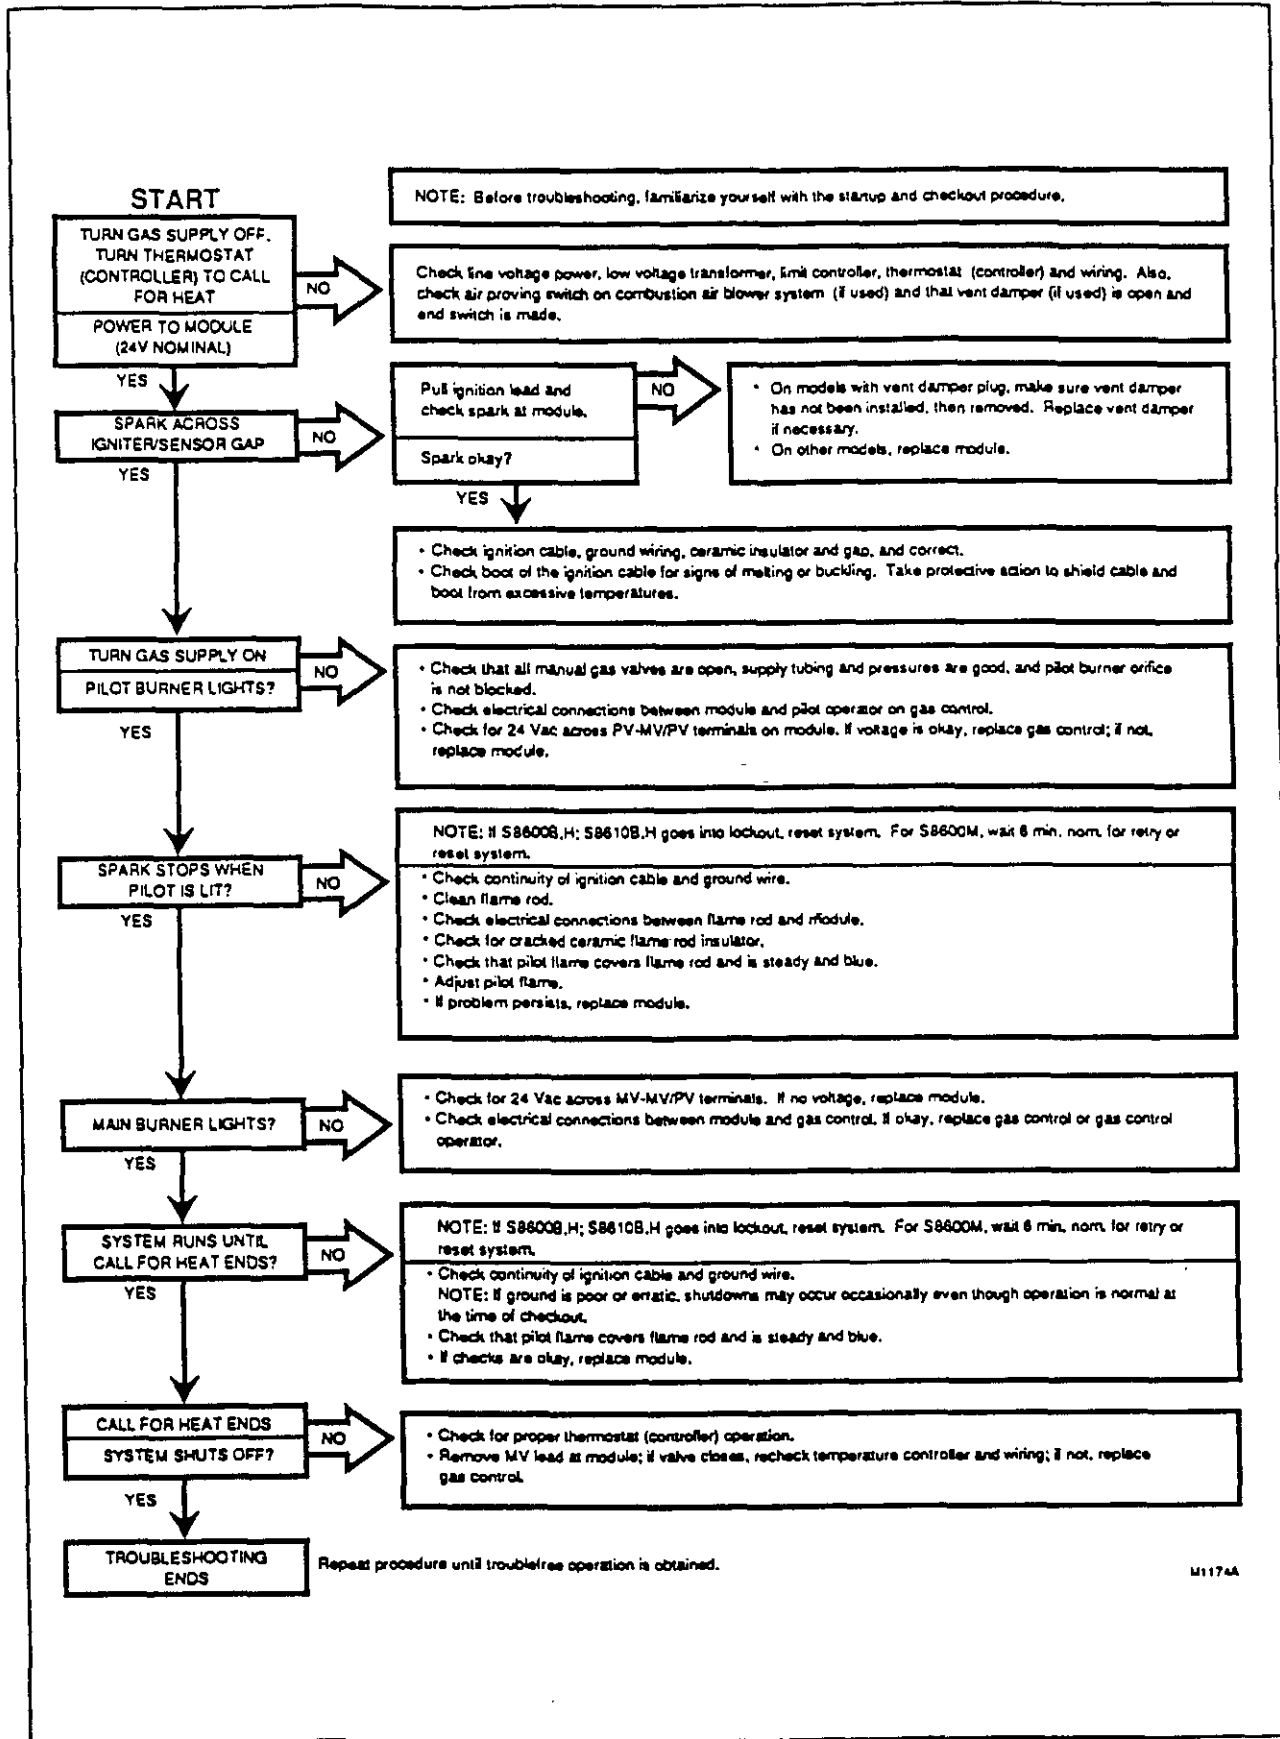 START
NOTE: Before troubleshooting, familiarize yourself with the startup and checkout procedure.
TURN GAS SUPPLY OFF.
TURN THERMOSTAT
(CONTROLLER) TO CALL
FOR HEAT
POWER TO MODULE
(24V NOMINAL)
NO
Check line voltage power, low voltage transformer, limit controller, thermostat (controller) and wiring. Also,
check air proving switch on combustion air blower system (if used) and that vent damper (if used) is open and
end switch is made.
YES
SPARK ACROSS
IGNITER/SENSOR GAP
NO
Pull ignition lead and
check spark at module.
Spark okay?
NO
• On models with vent damper plug, make sure vent damper
has not been installed, then removed. Replace vent damper
if necessary.
• On other models, replace module.
YES
YES
• Check ignition cable, ground wiring, ceramic insulator and gap, and correct.
• Check boot of the ignition cable for signs of melting or buckling. Take protective action to shield cable and
boot from excessive temperatures.
TURN GAS SUPPLY ON
PILOT BURNER LIGHTS?
NO
• Check that all manual gas valves are open, supply tubing and pressures are good, and pilot burner orifice
is not blocked.
• Check electrical connections between module and pilot operator on gas control.
• Check for 24 Vac across PV-MV/PV terminals on module. If voltage is okay, replace gas control; if not,
replace module.
YES
SPARK STOPS WHEN
PILOT IS LIT?
NO
NOTE: If S8600B,H; S8610B,H goes into lockout, reset system. For S8600M, wait 6 min. nom. for retry or
reset system.
• Check continuity of ignition cable and ground wire.
• Clean flame rod.
• Check electrical connections between flame rod and module.
• Check for cracked ceramic flame rod insulator.
• Check that pilot flame covers flame rod and is steady and blue.
• Adjust pilot flame.
• If problem persists, replace module.
YES
MAIN BURNER LIGHTS?
NO
• Check for 24 Vac across MV-MV/PV terminals. If no voltage, replace module.
• Check electrical connections between module and gas control. If okay, replace gas control or gas control
operator.
YES
SYSTEM RUNS UNTIL
CALL FOR HEAT ENDS?
NO
NOTE: If S8600B,H; S8610B,H goes into lockout, reset system. For S8600M, wait 6 min. nom. for retry or
reset system.
• Check continuity of ignition cable and ground wire.
NOTE: If ground is poor or erratic, shutdowns may occur occasionally even though operation is normal at
the time of checkout.
• Check that pilot flame covers flame rod and is steady and blue.
• If checks are okay, replace module.
YES
CALL FOR HEAT ENDS
SYSTEM SHUTS OFF?
NO
• Check for proper thermostat (controller) operation.
• Remove MV lead at module; if valve closes, recheck temperature controller and wiring; if not, replace
gas control.
YES
TROUBLESHOOTING
ENDS
Repeat procedure until troublefree operation is obtained.
M1174A